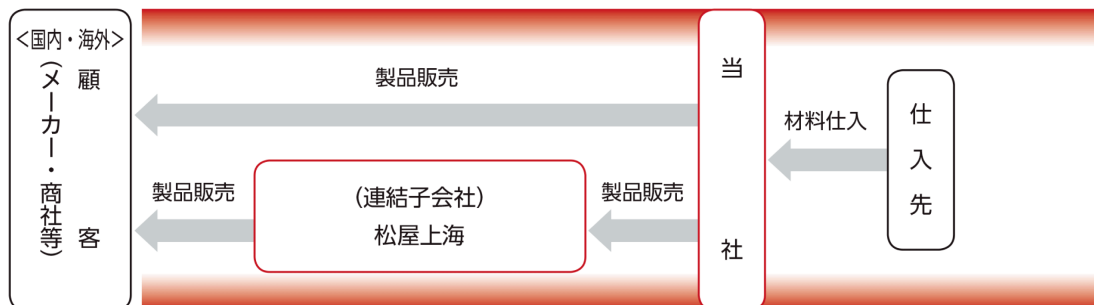 <国内・海外>
顧客
(メーカー・商社等)
製品販売
製品販売
(連結子会社)
松屋上海
製品販売
当社
材料仕入
仕入先